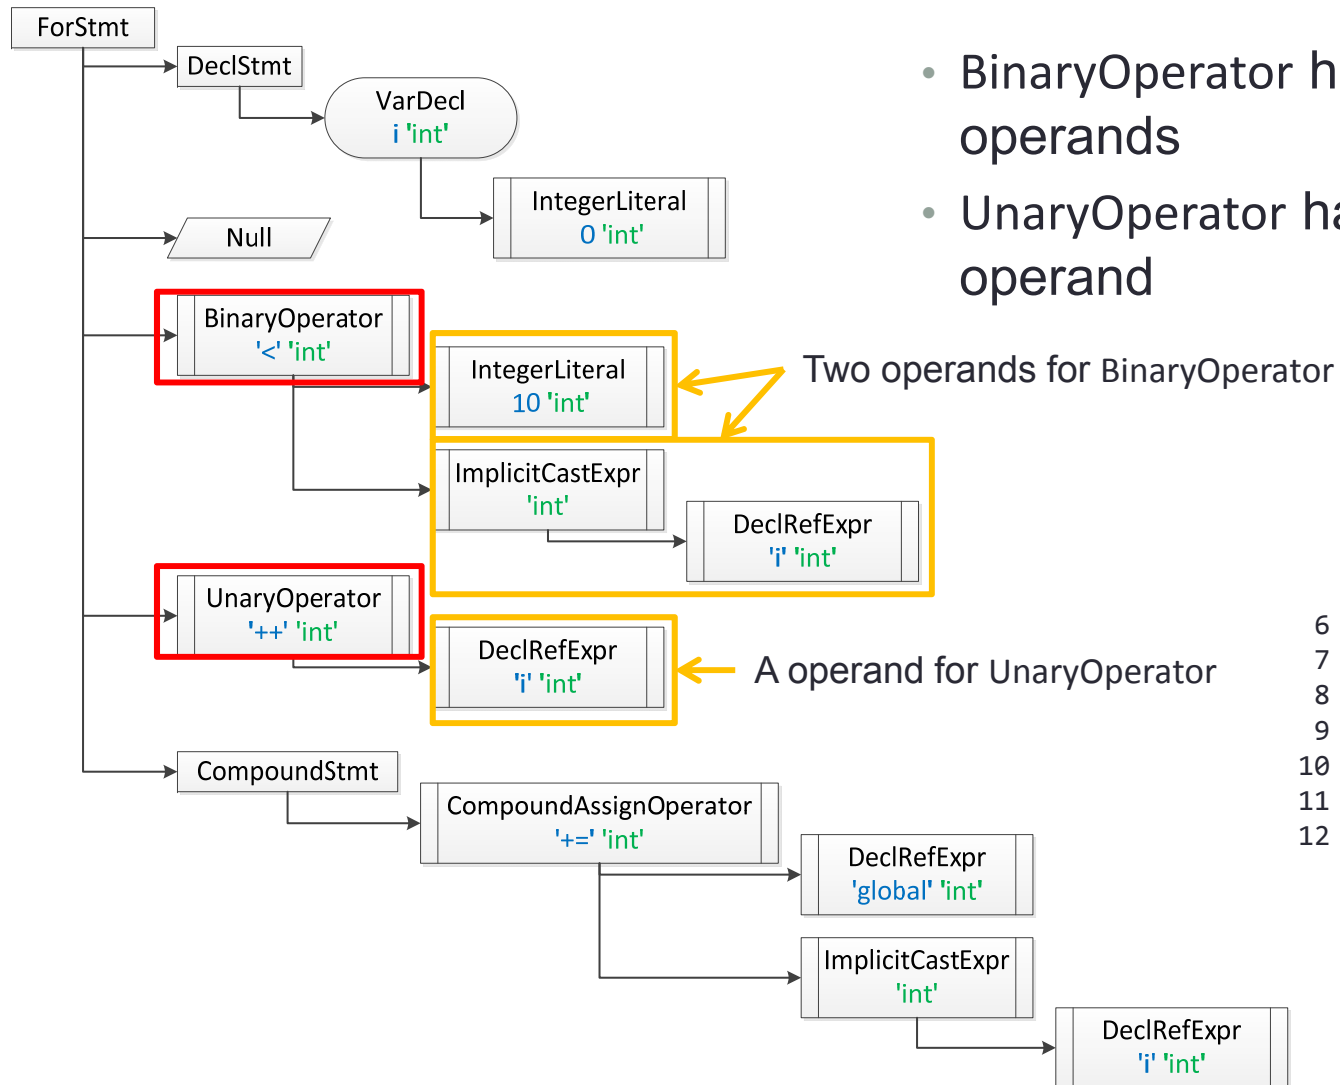 ForStmt
DeclStmt
VarDecl
i 'int'
IntegerLiteral
0 'int'
Null
BinaryOperator
'<' 'int'
IntegerLiteral
10 'int'
ImplicitCastExpr
'int'
DeclRefExpr
'i' 'int'
UnaryOperator
'++' 'int'
DeclRefExpr
'i' 'int'
CompoundStmt
CompoundAssignOperator
'+=' 'int'
DeclRefExpr
'global' 'int'
ImplicitCastExpr
'int'
DeclRefExpr
'i' 'int'
• BinaryOperator
operands
• UnaryOperator
operand
Two operands for BinaryOperator
A operand for UnaryOperator
6
7
8
9
10
11
12